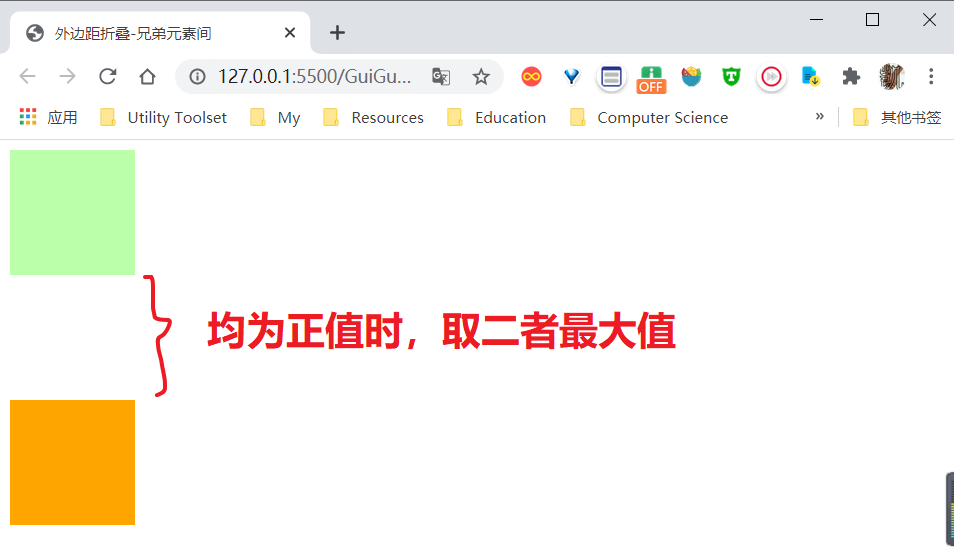 外边距折叠-兄弟元素间
127.0.0.1:5500/GuiGu...
OFF
应用 Utility Toolset My Resources Education Computer Science » 其他书签
均为正值时，取二者最大值